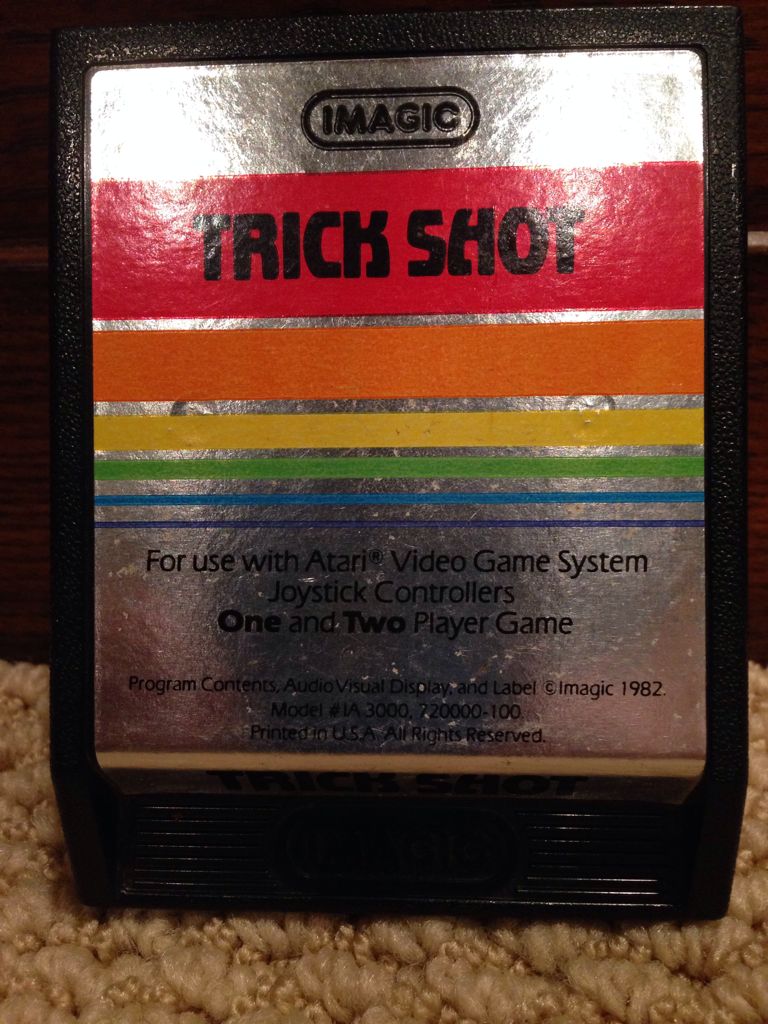 IMAGIC
TRICK SHOT
For use with Atari® Video Game System
Joystick Controllers
One and Two Player Game
Program Contents, Audio Visual Display, and Label ©Imagic 1982.
Model #IA 3000, 720000-100.
Printed in U.S.A. All Rights Reserved.
TRICK SHOT
IMAGIC